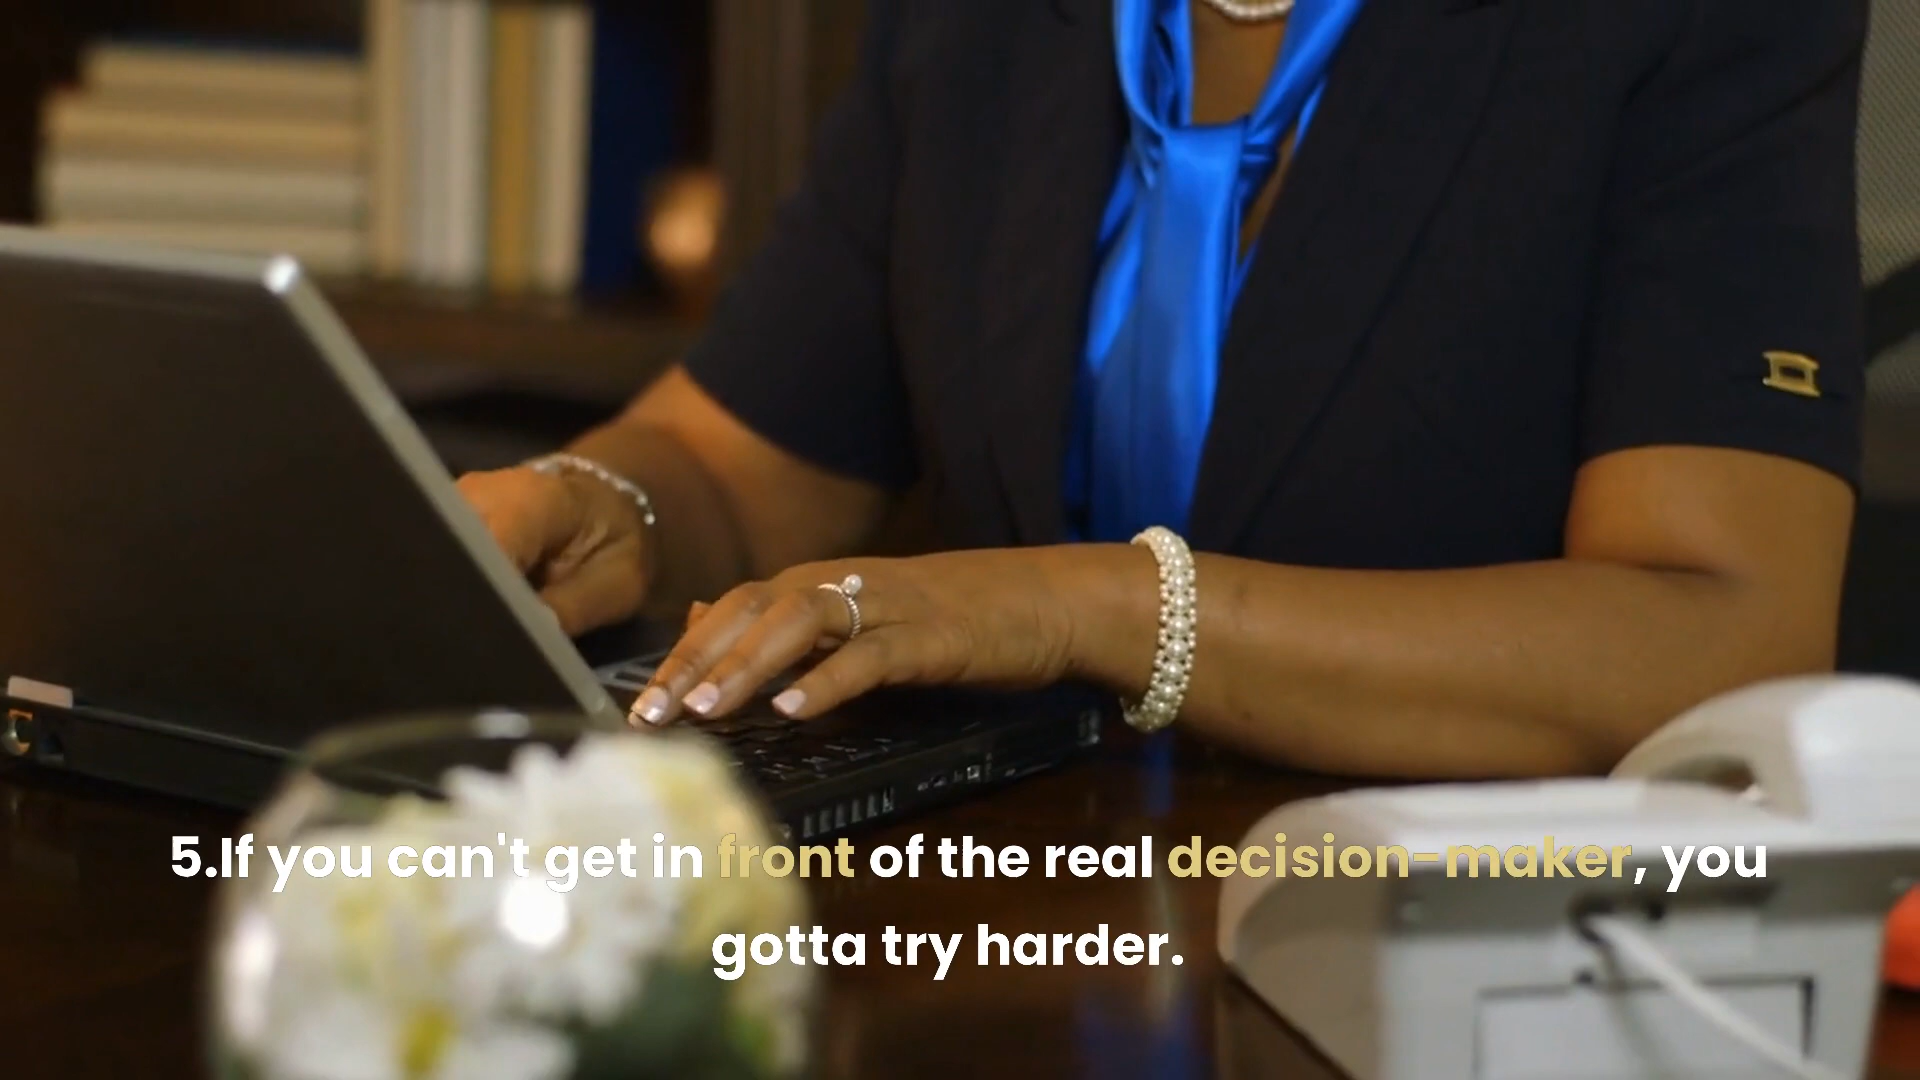 5.If you can't get in front of the real decision-maker, you
gotta try harder.